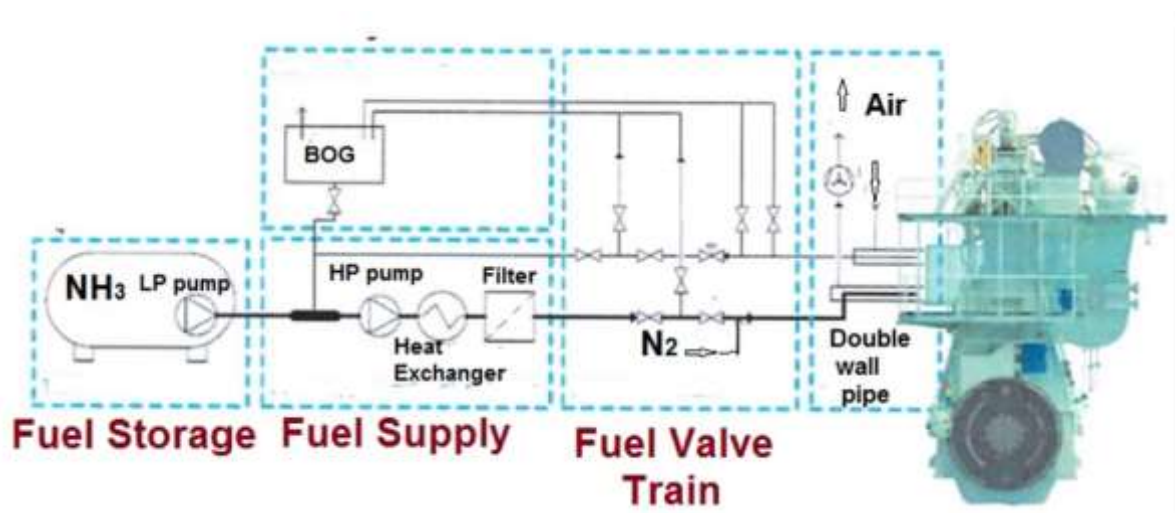 Air
BOG
NH3
LP pump
HP pump
Filter
Heat
Exchanger
N2
Double
wall
pipe
Fuel Storage
Fuel Supply
Fuel Valve
Train